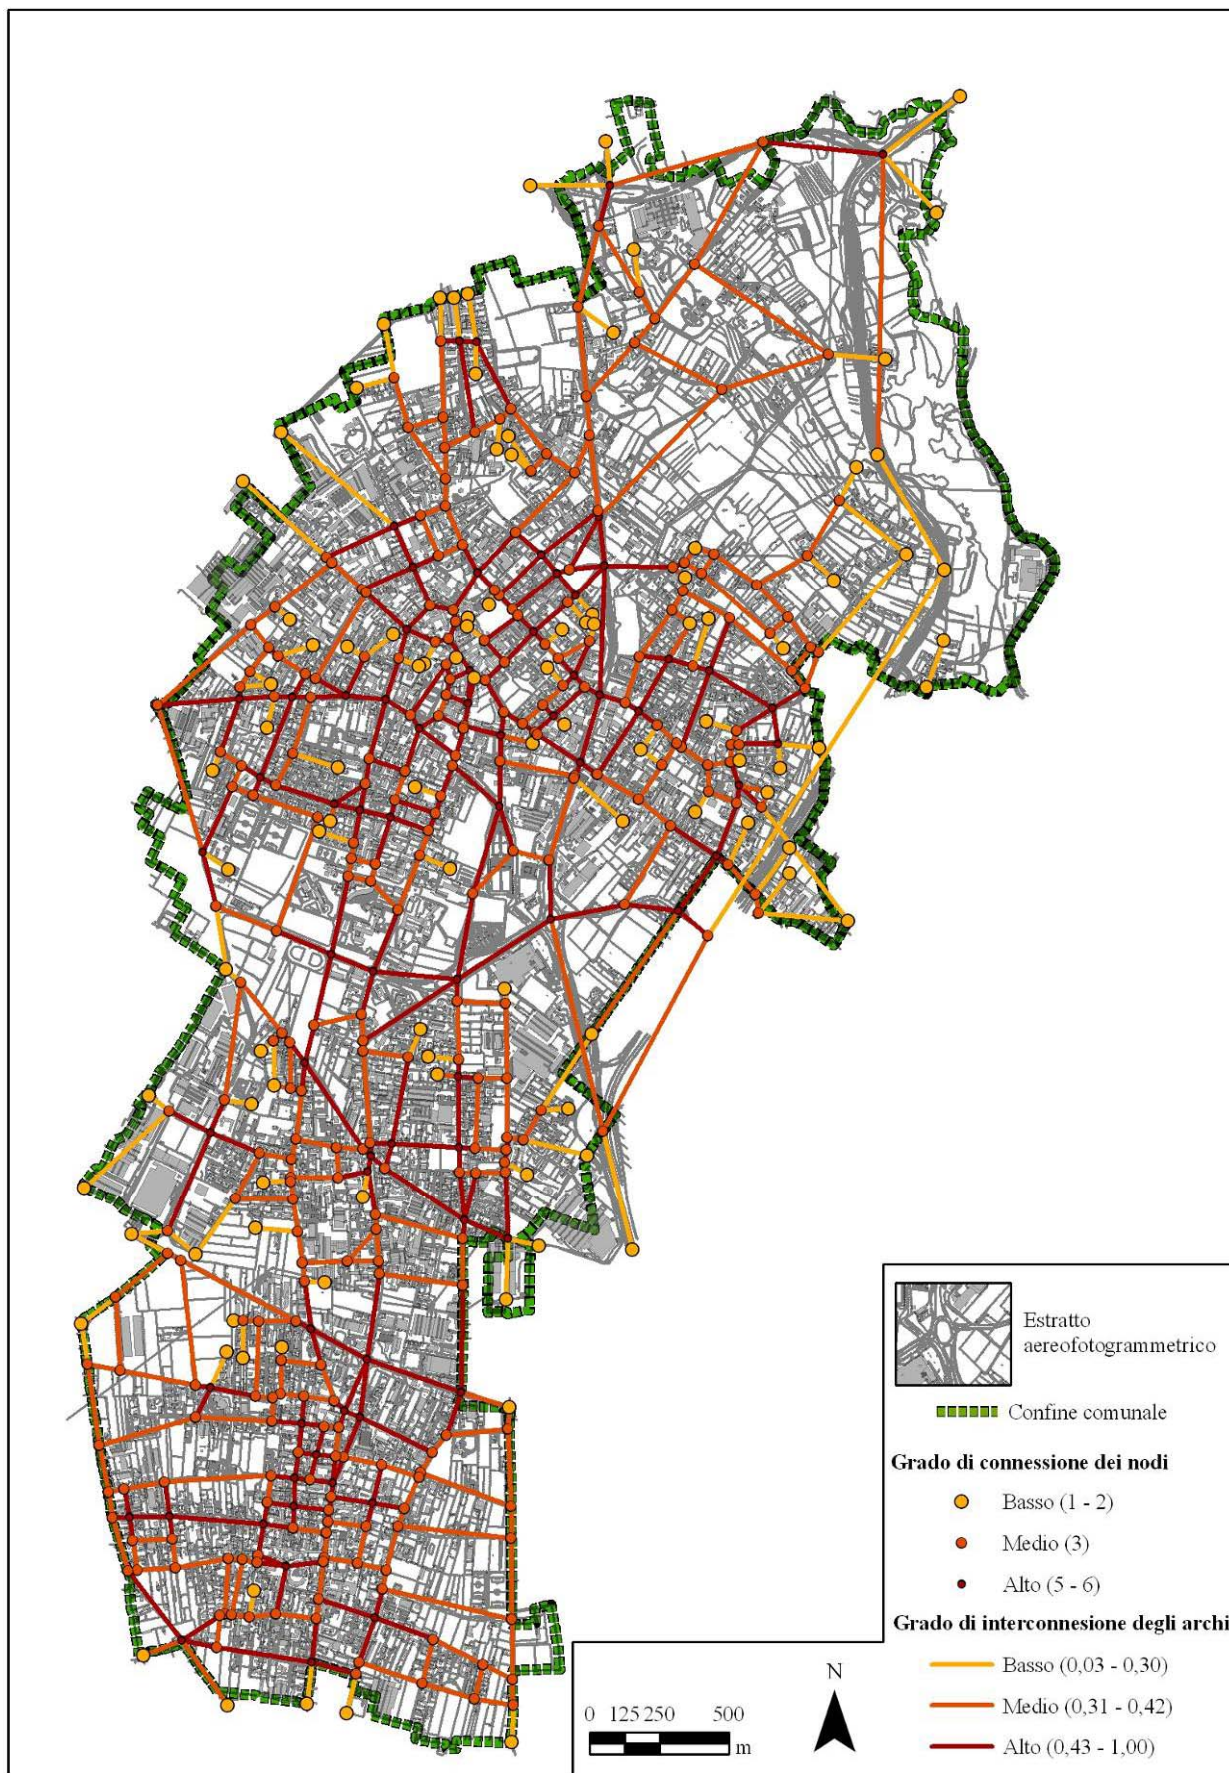 Estratto
aereofotogrammetrico
Confine comunale
Grado di connessione dei nodi
Basso (1 - 2)
Medio (3)
Alto (5 - 6)
Grado di interconnesione degli archi
Basso (0,03 - 0,30)
Medio (0,31 - 0,42)
Alto (0,43 - 1,00)
N
0 125 250 500
m